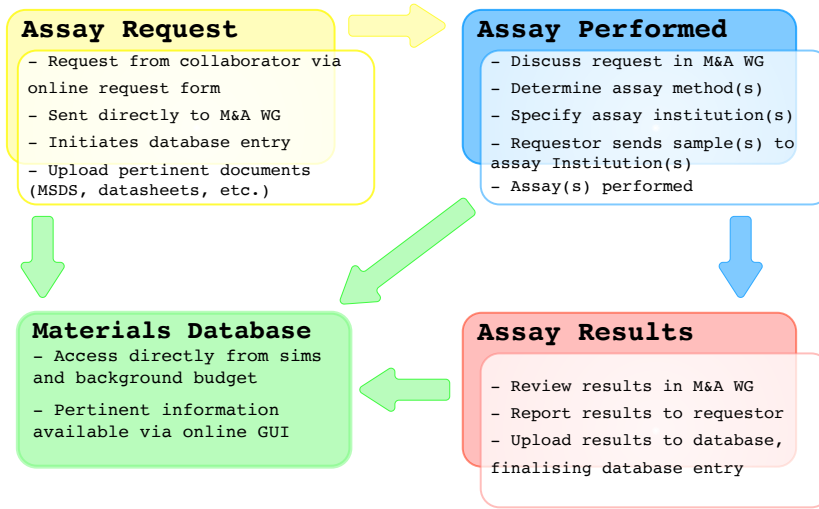 Assay Request
– Request from collaborator via
online request form
– Sent directly to M&A WG
– Initiates database entry
– Upload pertinent documents
(MSDS, datasheets, etc.)
Assay Performed
– Discuss request in M&A WG
– Determine assay method(s)
– Specify assay institution(s)
– Requestor sends sample(s) to
assay Institution(s)
– Assay(s) performed
Materials Database
– Access directly from sims
and background budget
– Pertinent information
available via online GUI
Assay Results
– Review results in M&A WG
– Report results to requestor
– Upload results to database,
finalising database entry